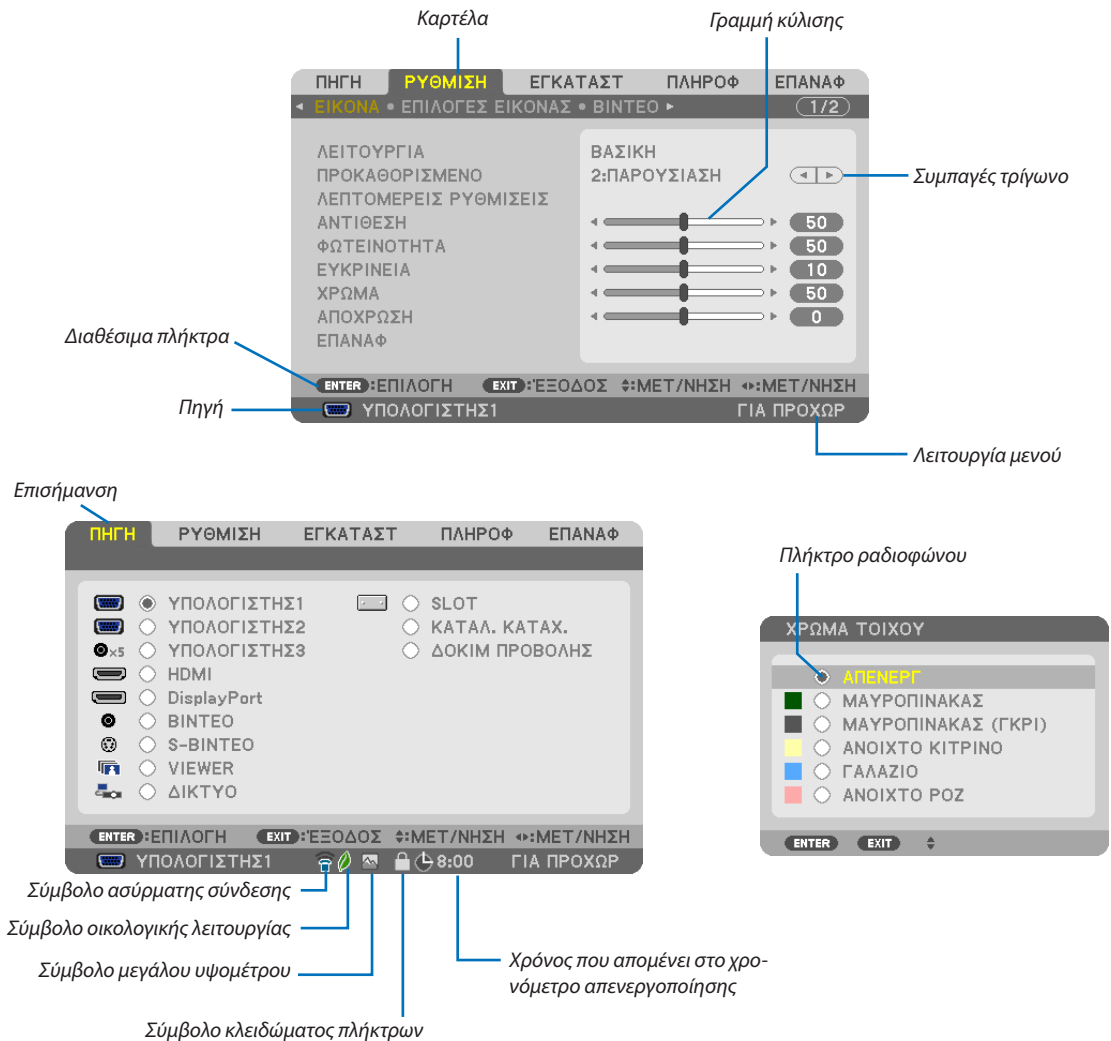 Καρτέλα
Γραμμή κύλισης
ΠΗΓΗ ΡΥΘΜΙΣΗ ΕΓΚΑΤΑΣΤ ΠΛΗΡΟΦ ΕΠΑΝΑΦ
ΕΙΚΟΝΑ • ΕΠΙΛΟΓΕΣ ΕΙΚΟΝΑΣ • ΒΙΝΤΕΟ 1/2
ΛΕΙΤΟΥΡΓΙΑ ΒΑΣΙΚΗ
ΠΡΟΚΑΘΟΡΙΣΜΕΝΟ 2:ΠΑΡΟΥΣΙΑΣΗ
Συμπαγές τρίγωνο
ΛΕΠΤΟΜΕΡΕΙΣ ΡΥΘΜΙΣΕΙΣ
ΑΝΤΙΘΕΣΗ 50
ΦΩΤΕΙΝΟΤΗΤΑ 50
ΕΥΚΡΙΝΕΙΑ 10
ΧΡΩΜΑ 50
ΑΠΟΧΡΩΣΗ 0
ΕΠΑΝΑΦ
Διαθέσιμα πλήκτρα
ENTER :ΕΠΙΛΟΓΗ EXIT :ΈΞΟΔΟΣ :ΜΕΤ/ΝΗΣΗ :ΜΕΤ/ΝΗΣΗ
Πηγή
ΥΠΟΛΟΓΙΣΤΗΣ1 ΓΙΑ ΠΡΟΧΩΡ
Λειτουργία μενού
Επισήμανση
ΠΗΓΗ ΡΥΘΜΙΣΗ ΕΓΚΑΤΑΣΤ ΠΛΗΡΟΦ ΕΠΑΝΑΦ
ΥΠΟΛΟΓΙΣΤΗΣ1 SLOT
ΥΠΟΛΟΓΙΣΤΗΣ2 ΚΑΤΑΛ. ΚΑΤΑΧ.
×5 ΥΠΟΛΟΓΙΣΤΗΣ3 ΔΟΚΙΜ ΠΡΟΒΟΛΗΣ
HDMI
DisplayPort
ΒΙΝΤΕΟ
S-ΒΙΝΤΕΟ
VIEWER
ΔΙΚΤΥΟ
ENTER :ΕΠΙΛΟΓΗ EXIT :ΈΞΟΔΟΣ :ΜΕΤ/ΝΗΣΗ :ΜΕΤ/ΝΗΣΗ
ΥΠΟΛΟΓΙΣΤΗΣ1 8:00 ΓΙΑ ΠΡΟΧΩΡ
Πλήκτρο ραδιοφώνου
ΧΡΩΜΑ ΤΟΙΧΟΥ
ΑΠΕΝΕΡΓ
ΜΑΥΡΟΠΙΝΑΚΑΣ
ΜΑΥΡΟΠΙΝΑΚΑΣ (ΓΚΡΙ)
ΑΝΟΙΧΤΟ ΚΙΤΡΙΝΟ
ΓΑΛΑΖΙΟ
ΑΝΟΙΧΤΟ ΡΟΖ
ENTER EXIT
Σύμβολο ασύρματης σύνδεσης
Σύμβολο οικολογικής λειτουργίας
Σύμβολο μεγάλου υψομέτρου
Χρόνος που απομένει στο χρο-
νόμετρο απενεργοποίησης
Σύμβολο κλειδώματος πλήκτρων